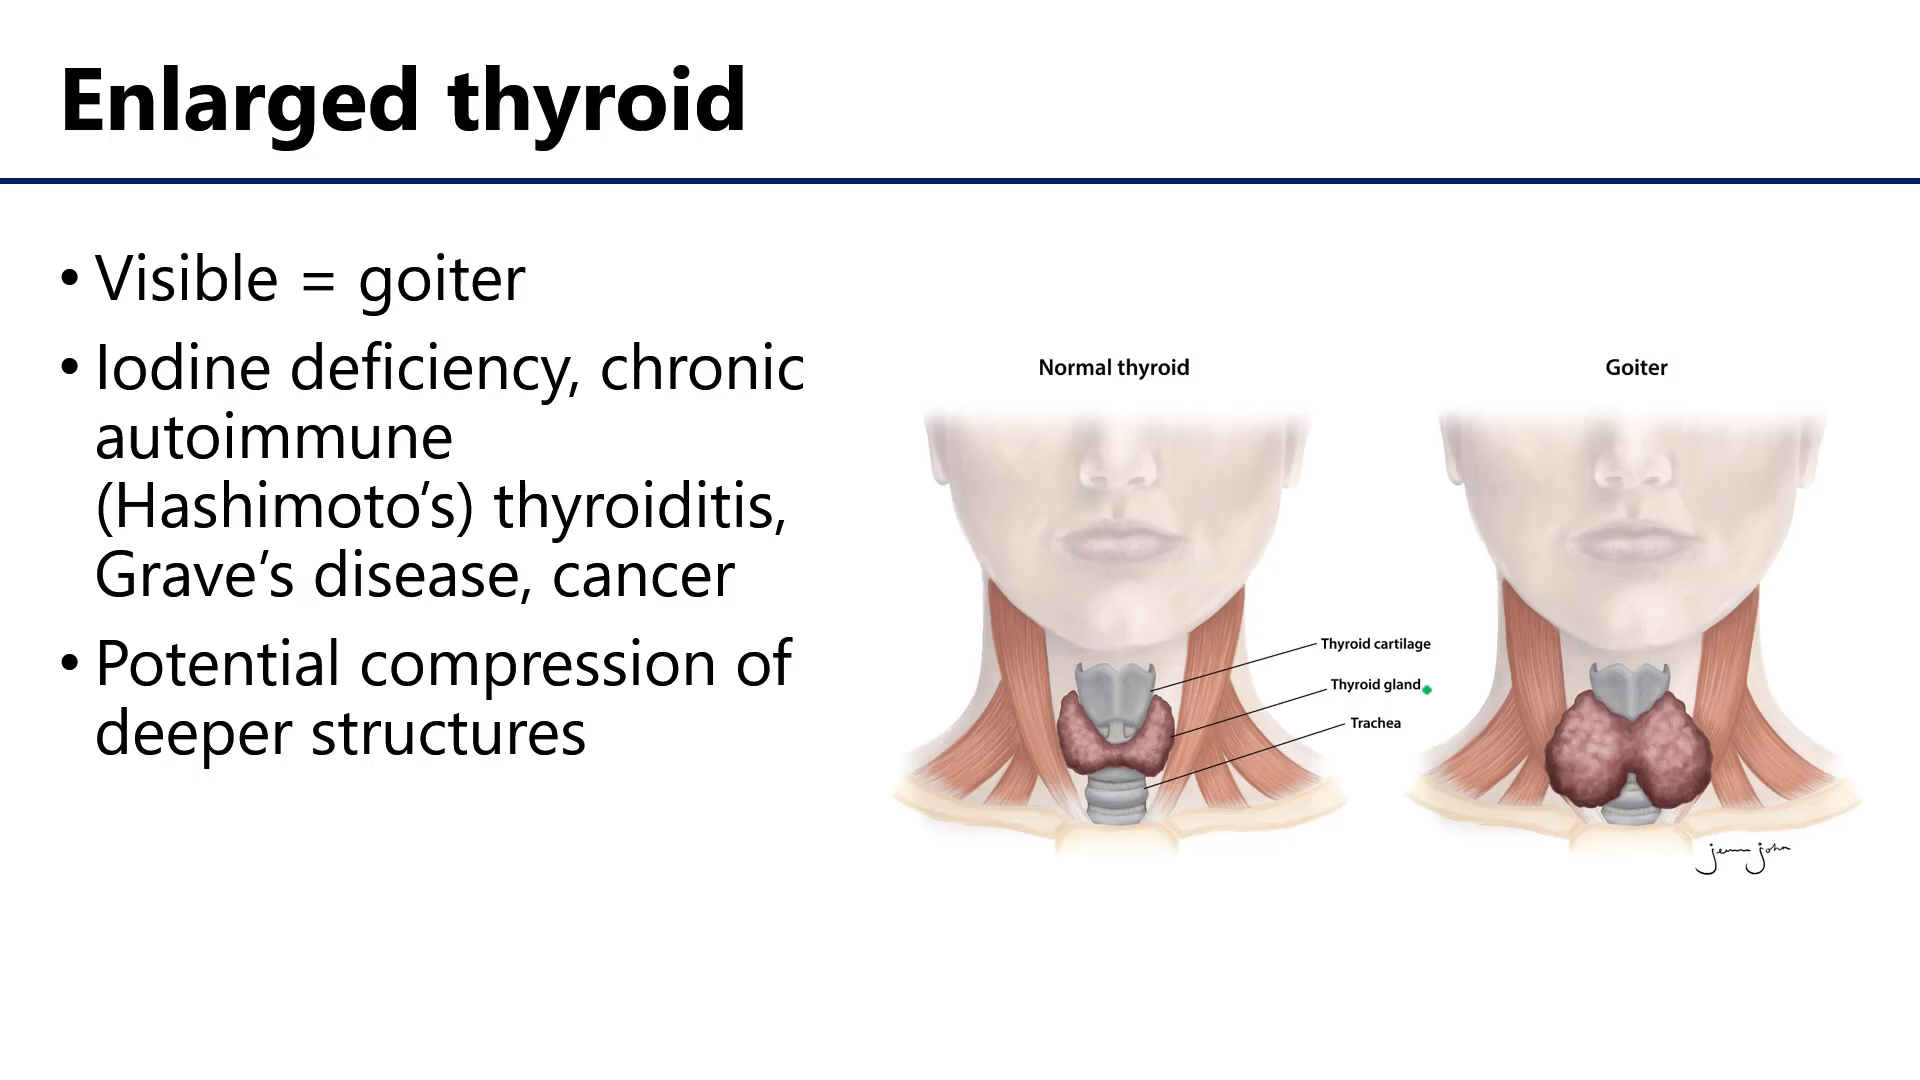 Enlarged thyroid
• Visible = goiter
• Iodine deficiency, chronic
autoimmune
(Hashimoto’s) thyroiditis,
Grave’s disease, cancer
• Potential compression of
deeper structures
Normal thyroid
Goiter
Thyroid cartilage
Thyroid gland
Trachea